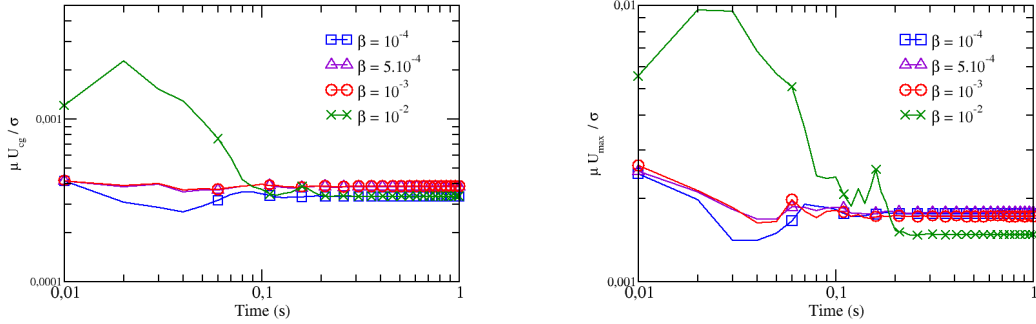 β = 10⁻⁴
β = 5.10⁻⁴
β = 10⁻³
β = 10⁻²
0,001
0,0001
μ U_cg / σ
0,01
0,1
1
Time (s)
0,01
0,001
μ U_max / σ
β = 10⁻⁴
β = 5.10⁻⁴
β = 10⁻³
β = 10⁻²
0,01
0,1
1
Time (s)